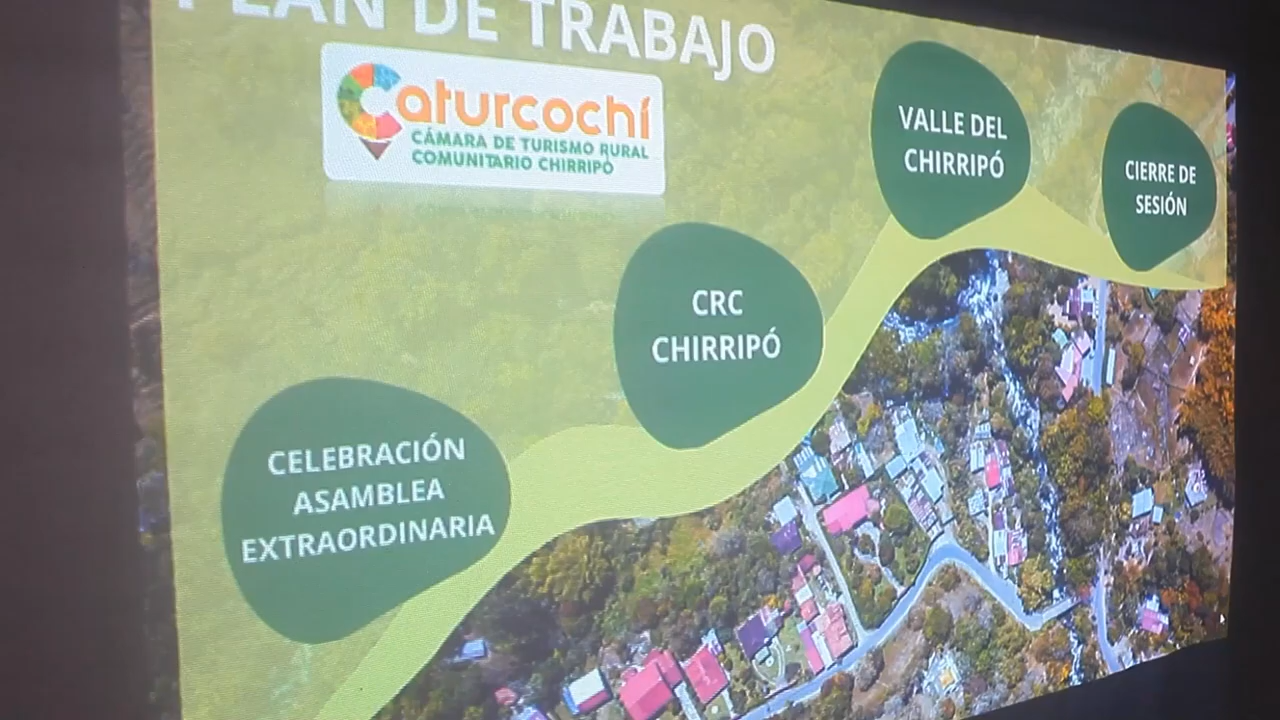 PLAN DE TRABAJO
Caturcochí
CÁMARA DE TURISMO RURAL
COMUNITARIO CHIRRIPÓ
VALLE DEL
CHIRRIPÓ
CIERRE DE
SESIÓN
CRC
CHIRRIPÓ
CELEBRACIÓN
ASAMBLEA
EXTRAORDINARIA